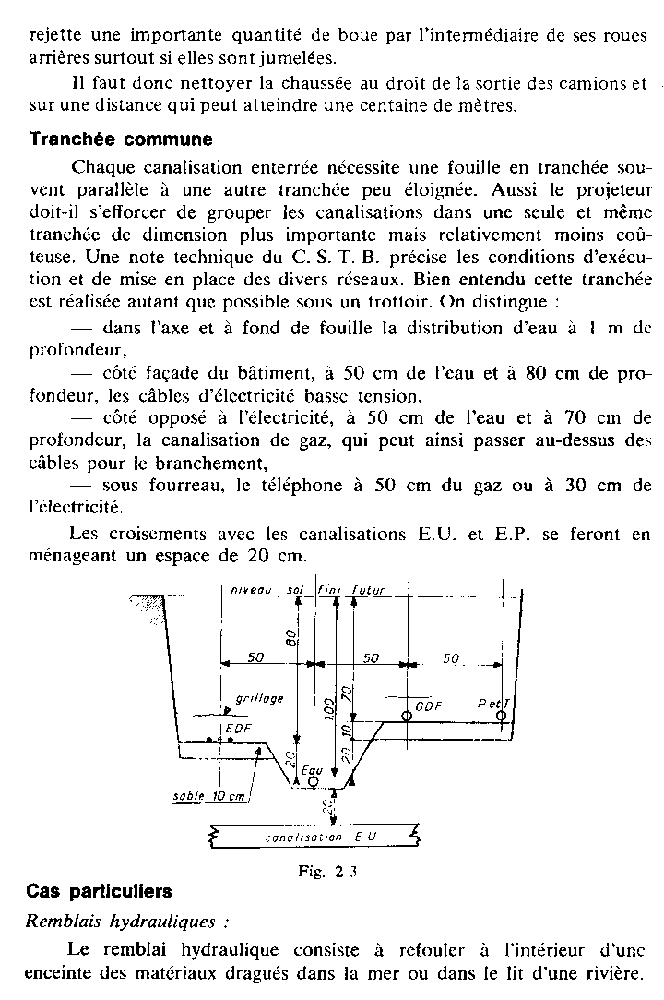 rejette une importante quantité de boue par l'intermédiaire de ses roues
arrières surtout si elles sont jumelées.
Il faut donc nettoyer la chaussée au droit de la sortie des camions et
sur une distance qui peut atteindre une centaine de mètres.
Tranchée commune
Chaque canalisation enterrée nécessite une fouille en tranchée sou-
vent parallèle à une autre tranchée peu éloignée. Aussi le projeteur
doit-il s'efforcer de grouper les canalisations dans une seule et même
tranchée de dimension plus importante mais relativement moins coû-
teuse. Une note technique du C. S. T. B. précise les conditions d'exécu-
tion et de mise en place des divers réseaux. Bien entendu cette tranchée
est réalisée autant que possible sous un trottoir. On distingue :
— dans l'axe et à fond de fouille la distribution d'eau à 1 m de
profondeur,
— côté façade du bâtiment, à 50 cm de l'eau et à 80 cm de pro-
fondeur, les câbles d'électricité basse tension,
— côté opposé à l'électricité, à 50 cm de l'eau et à 70 cm de
profondeur, la canalisation de gaz, qui peut ainsi passer au-dessus des
câbles pour le branchement,
— sous fourreau, le téléphone à 50 cm du gaz ou à 30 cm de
l'électricité.
Les croisements avec les canalisations E.U. et E.P. se feront en
ménageant un espace de 20 cm.
niveau sol fini futur
80
50 50 50
grillage
100
70
GDF
P et T
EDF
10
20
20
Eau
sable 10 cm
20
canalisation E U
Fig. 2-3
Cas particuliers
Remblais hydrauliques :
Le remblai hydraulique consiste à refouler à l'intérieur d'une
enceinte des matériaux dragués dans la mer ou dans le lit d'une rivière.